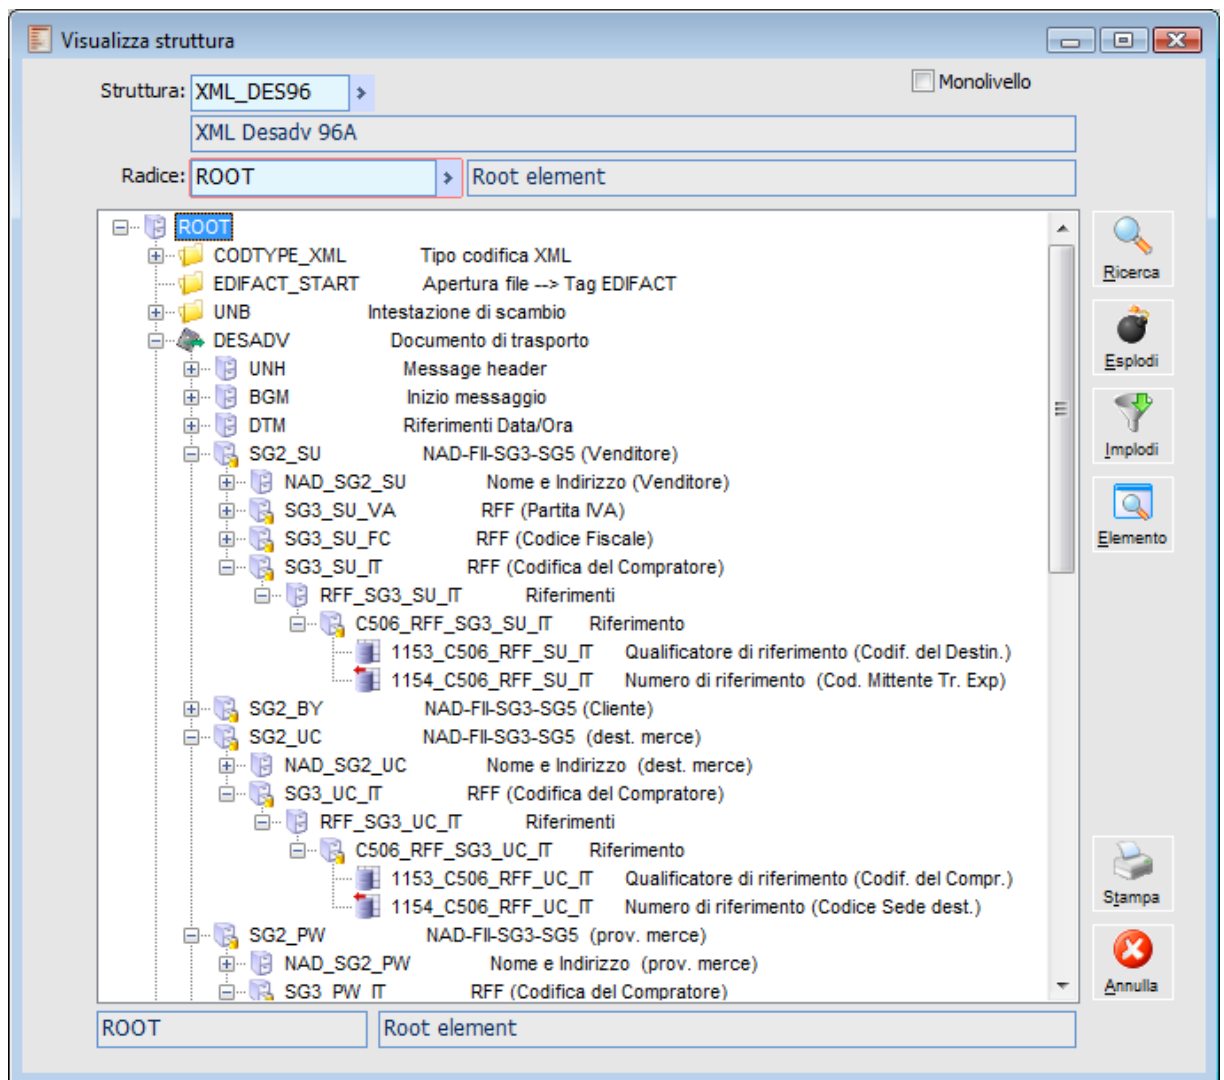 Visualizza struttura
Struttura: XML_DES96
Monolivello
XML Desadv 96A
Radice: ROOT Root element
ROOT
CODTYPE_XML Tipo codifica XML
EDIFACT_START Apertura file --> Tag EDIFACT
UNB Intestazione di scambio
DESADV Documento di trasporto
UNH Message header
BGM Inizio messaggio
DTM Riferimenti Data/Ora
SG2_SU NAD-FII-SG3-SG5 (Venditore)
NAD_SG2_SU Nome e Indirizzo (Venditore)
SG3_SU_VA RFF (Partita IVA)
SG3_SU_FC RFF (Codice Fiscale)
SG3_SU_IT RFF (Codifica del Compratore)
RFF_SG3_SU_IT Riferimenti
C506_RFF_SG3_SU_IT Riferimento
1153_C506_RFF_SU_IT Qualificatore di riferimento (Codif. del Destin.)
1154_C506_RFF_SU_IT Numero di riferimento (Cod. Mittente Tr. Exp)
SG2_BY NAD-FII-SG3-SG5 (Cliente)
SG2_UC NAD-FII-SG3-SG5 (dest. merce)
NAD_SG2_UC Nome e Indirizzo (dest. merce)
SG3_UC_IT RFF (Codifica del Compratore)
RFF_SG3_UC_IT Riferimenti
C506_RFF_SG3_UC_IT Riferimento
1153_C506_RFF_UC_IT Qualificatore di riferimento (Codif. del Compr.)
1154_C506_RFF_UC_IT Numero di riferimento (Codice Sede dest.)
SG2_PW NAD-FII-SG3-SG5 (prov. merce)
NAD_SG2_PW Nome e Indirizzo (prov. merce)
SG3_PW_IT RFF (Codifica del Compratore)
Ricerca
Esplodi
Implodi
Elemento
Stampa
Annulla
ROOT Root element